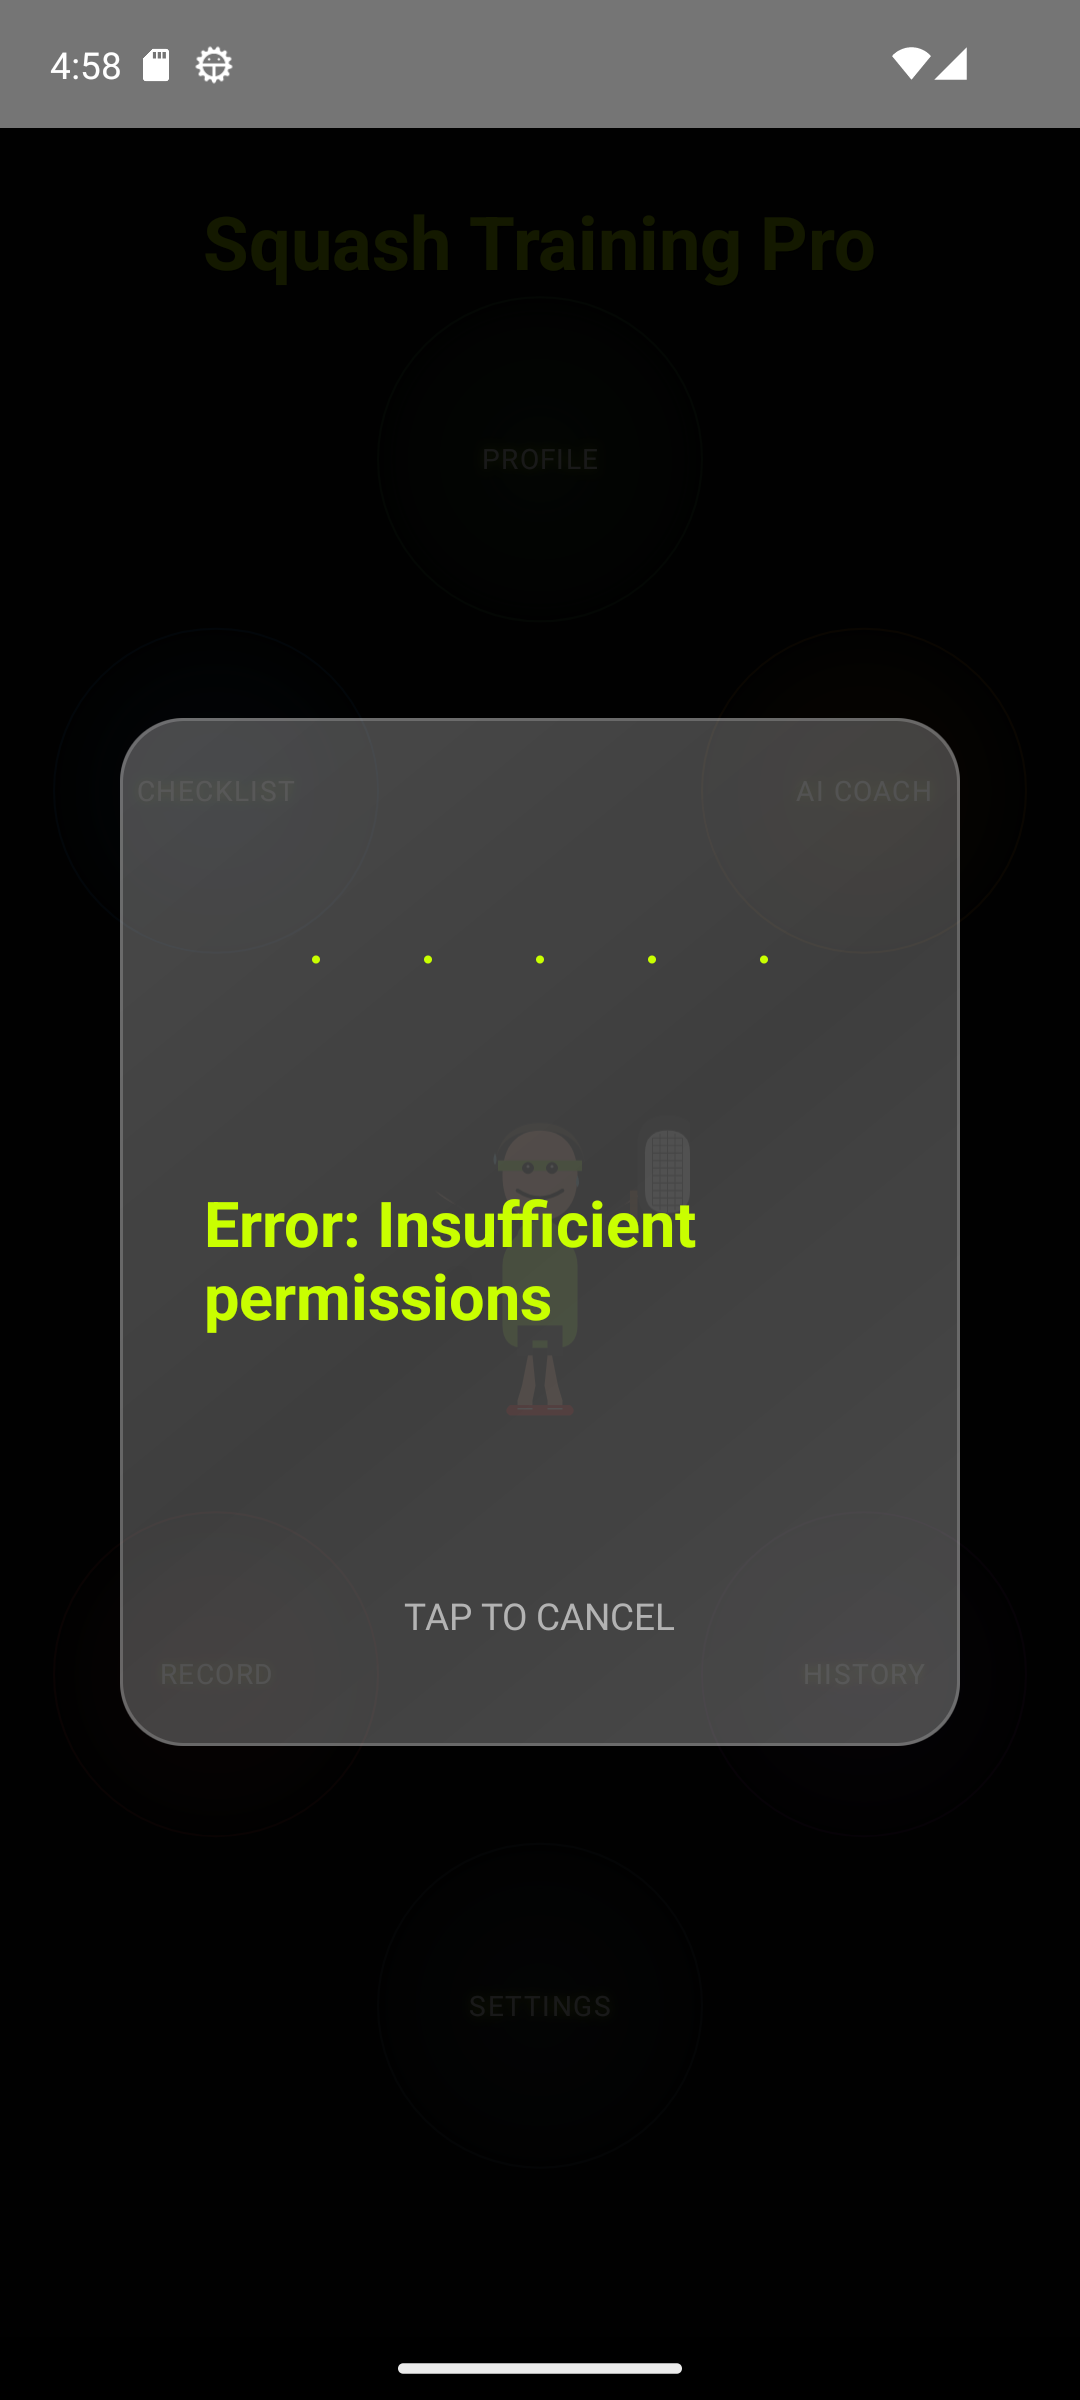 4:58
Squash Training Pro
PROFILE
CHECKLIST
AI COACH
Error: Insufficient
permissions
TAP TO CANCEL
RECORD
HISTORY
SETTINGS